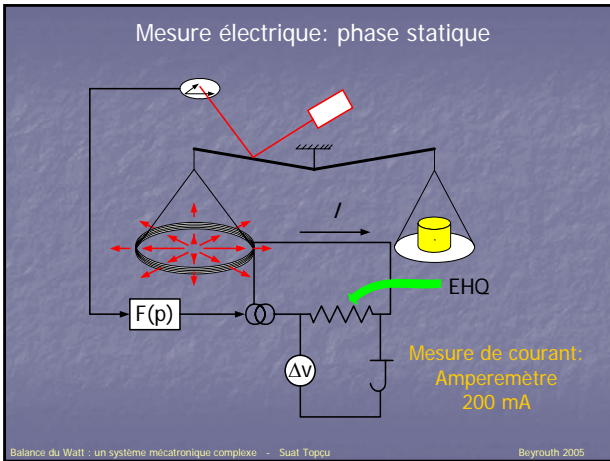 Mesure électrique: phase statique
I
EHQ
F(p)
Δv
Mesure de courant:
Amperemètre
200 mA
Balance du Watt : un système mécatronique complexe - Suat Topçu Beyrouth 2005